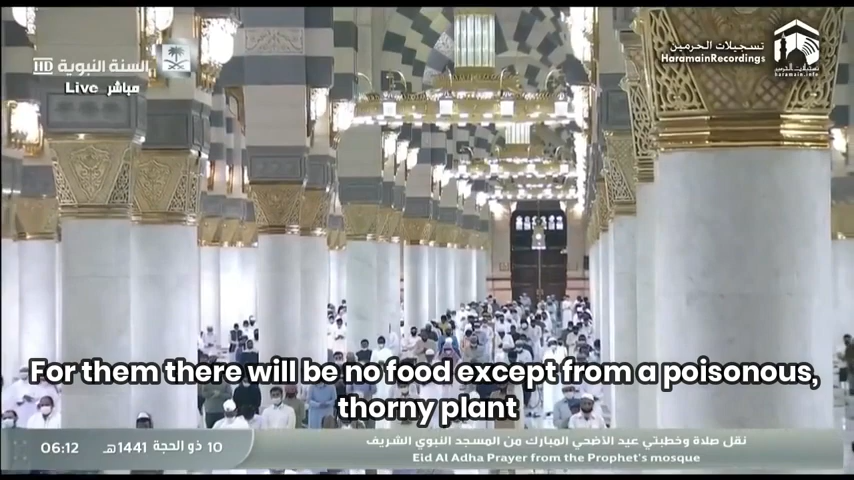 السنة النبوية
مباشر Live
تسجيلات الحرمين
HaramainRecordings
haramain.info
For them there will be no food except from a poisonous,
thorny plant
06:12
10 ذو الحجة 1441هـ
نقل صلاة وخطبتي عيد الأضحى المبارك من المسجد النبوي الشريف
Eid Al Adha Prayer from the Prophet's mosque